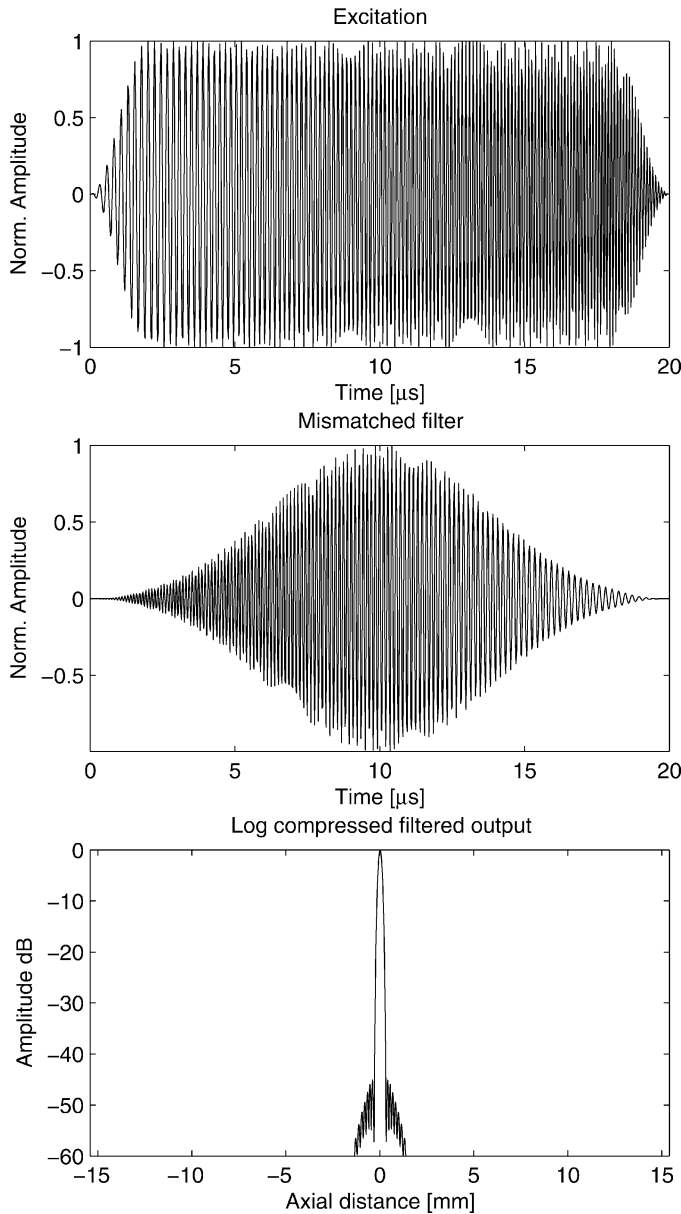 Excitation
1
0.5
0
−0.5
−1
Norm. Amplitude
0 5 10 15 20
Time [μs]
Mismatched filter
1
0.5
0
−0.5
Norm. Amplitude
0 5 10 15 20
Time [μs]
Log compressed filtered output
0
−10
−20
−30
−40
−50
−60
Amplitude dB
−15 −10 −5 0 5 10 15
Axial distance [mm]